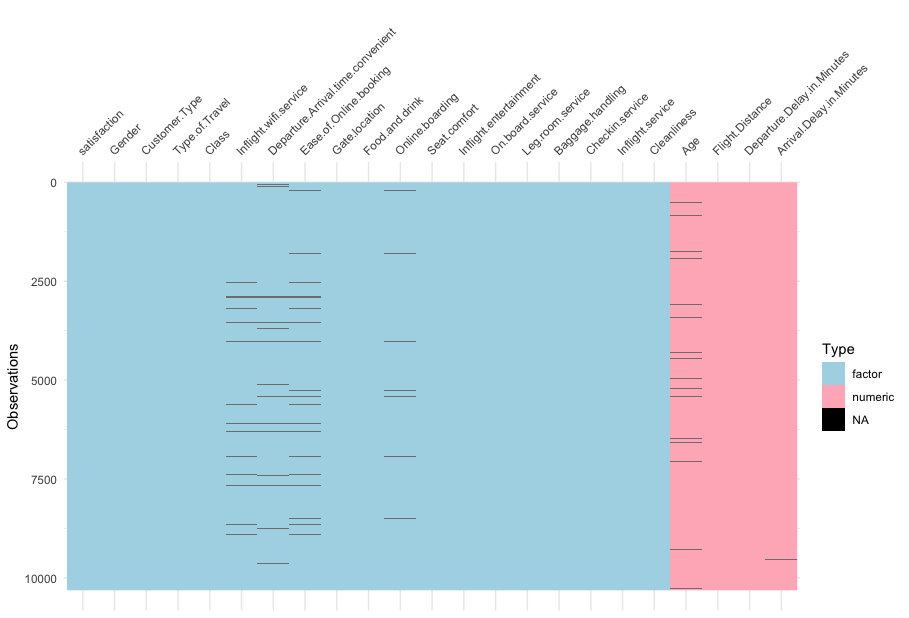 satisfaction
Gender
Customer.Type
Type.of.Travel
Class
Inflight.wifi.service
Departure.Arrival.time.convenient
Ease.of.Online.booking
Gate.location
Food.and.drink
Online.boarding
Seat.comfort
Inflight.entertainment
On.board.service
Leg.room.service
Baggage.handling
Checkin.service
Inflight.service
Cleanliness
Age
Flight.Distance
Departure.Delay.in.Minutes
Arrival.Delay.in.Minutes
0
2500
5000
7500
10000
Observations
Type
factor
numeric
NA